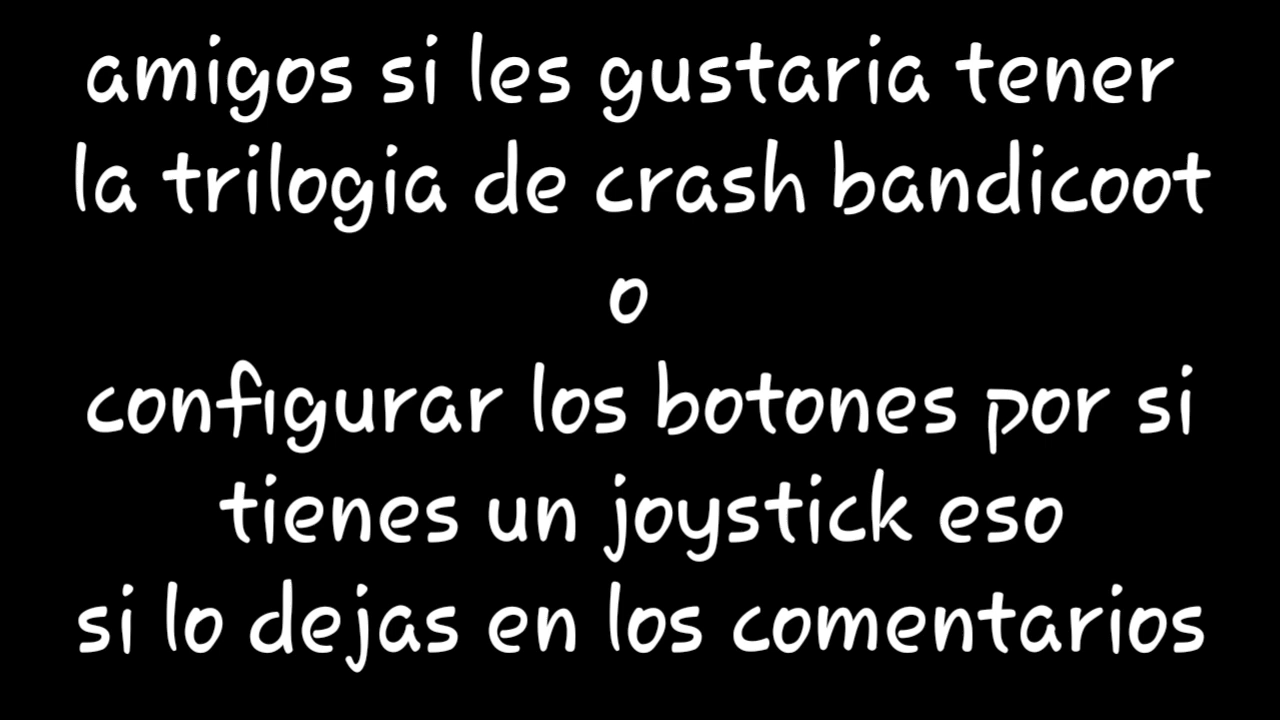 amigos si les gustaria tener
la trilogia de crash bandicoot
o
configurar los botones por si
tienes un joystick eso
si lo dejas en los comentarios